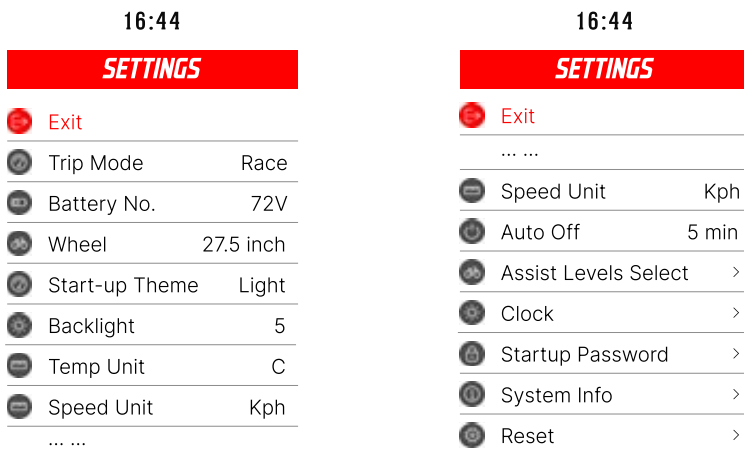 16:44
SETTINGS
Exit
Trip Mode Race
Battery No. 72V
Wheel 27.5 inch
Start-up Theme Light
Backlight 5
Temp Unit C
Speed Unit Kph
... ...
16:44
SETTINGS
Exit
... ...
Speed Unit Kph
Auto Off 5 min
Assist Levels Select >
Clock >
Startup Password >
System Info >
Reset >